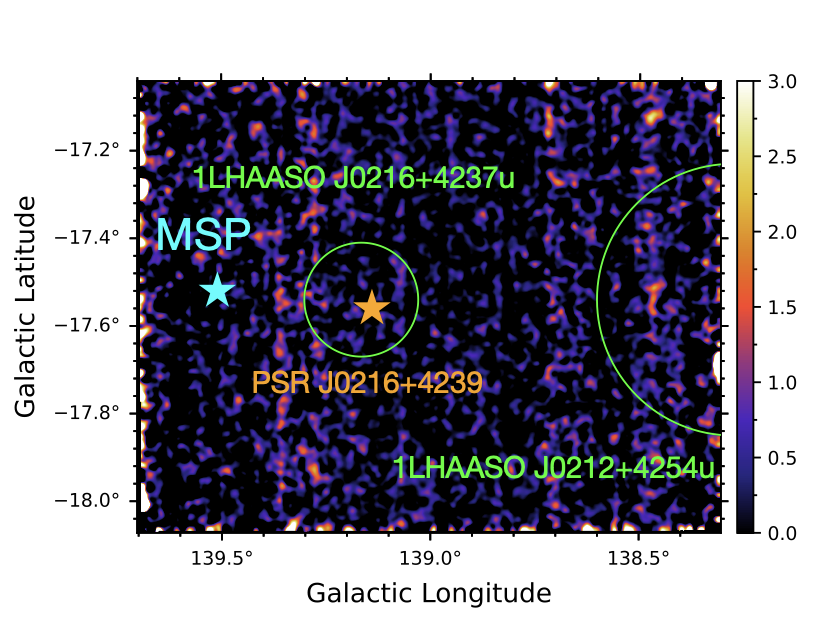 3.0
−17.2°
2.5
1LHAASO J0216+4237u
MSP
−17.4°
2.0
Galactic Latitude
−17.6°
1.5
PSR J0216+4239
1.0
−17.8°
1LHAASO J0212+4254u
0.5
−18.0°
0.0
139.5°
139.0°
138.5°
Galactic Longitude